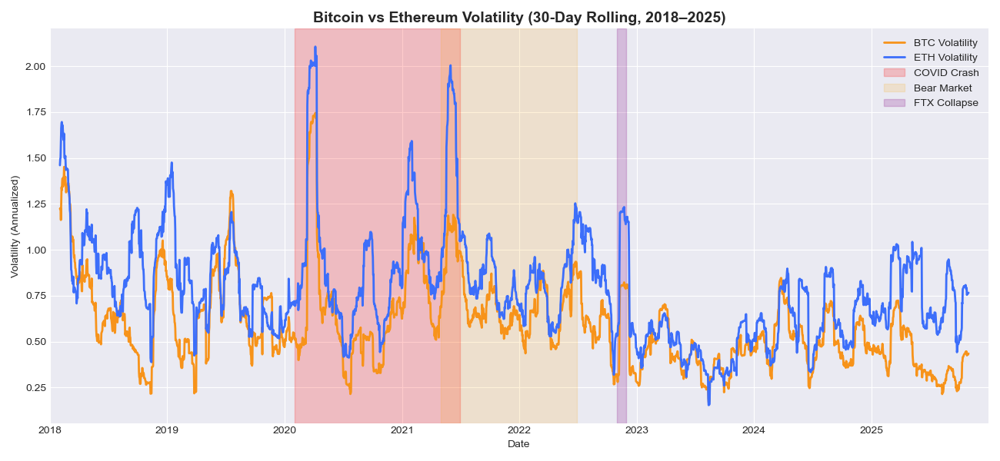 Bitcoin vs Ethereum Volatility (30-Day Rolling, 2018–2025)
BTC Volatility
ETH Volatility
COVID Crash
Bear Market
FTX Collapse
Volatility (Annualized)
2.00
1.75
1.50
1.25
1.00
0.75
0.50
0.25
2018 2019 2020 2021 2022 2023 2024 2025
Date